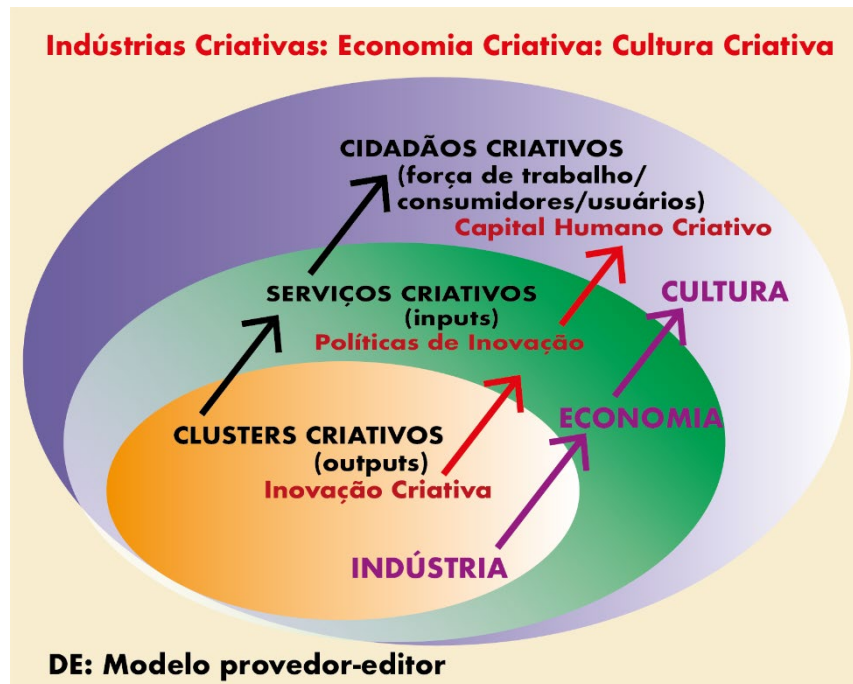 Indústrias Criativas: Economia Criativa: Cultura Criativa
CIDADÃOS CRIATIVOS
(força de trabalho/
consumidores/usuários)
Capital Humano Criativo
CULTURA
SERVIÇOS CRIATIVOS
(inputs)
Políticas de Inovação
ECONOMIA
CLUSTERS CRIATIVOS
(outputs)
Inovação Criativa
INDÚSTRIA
DE: Modelo provedor-editor